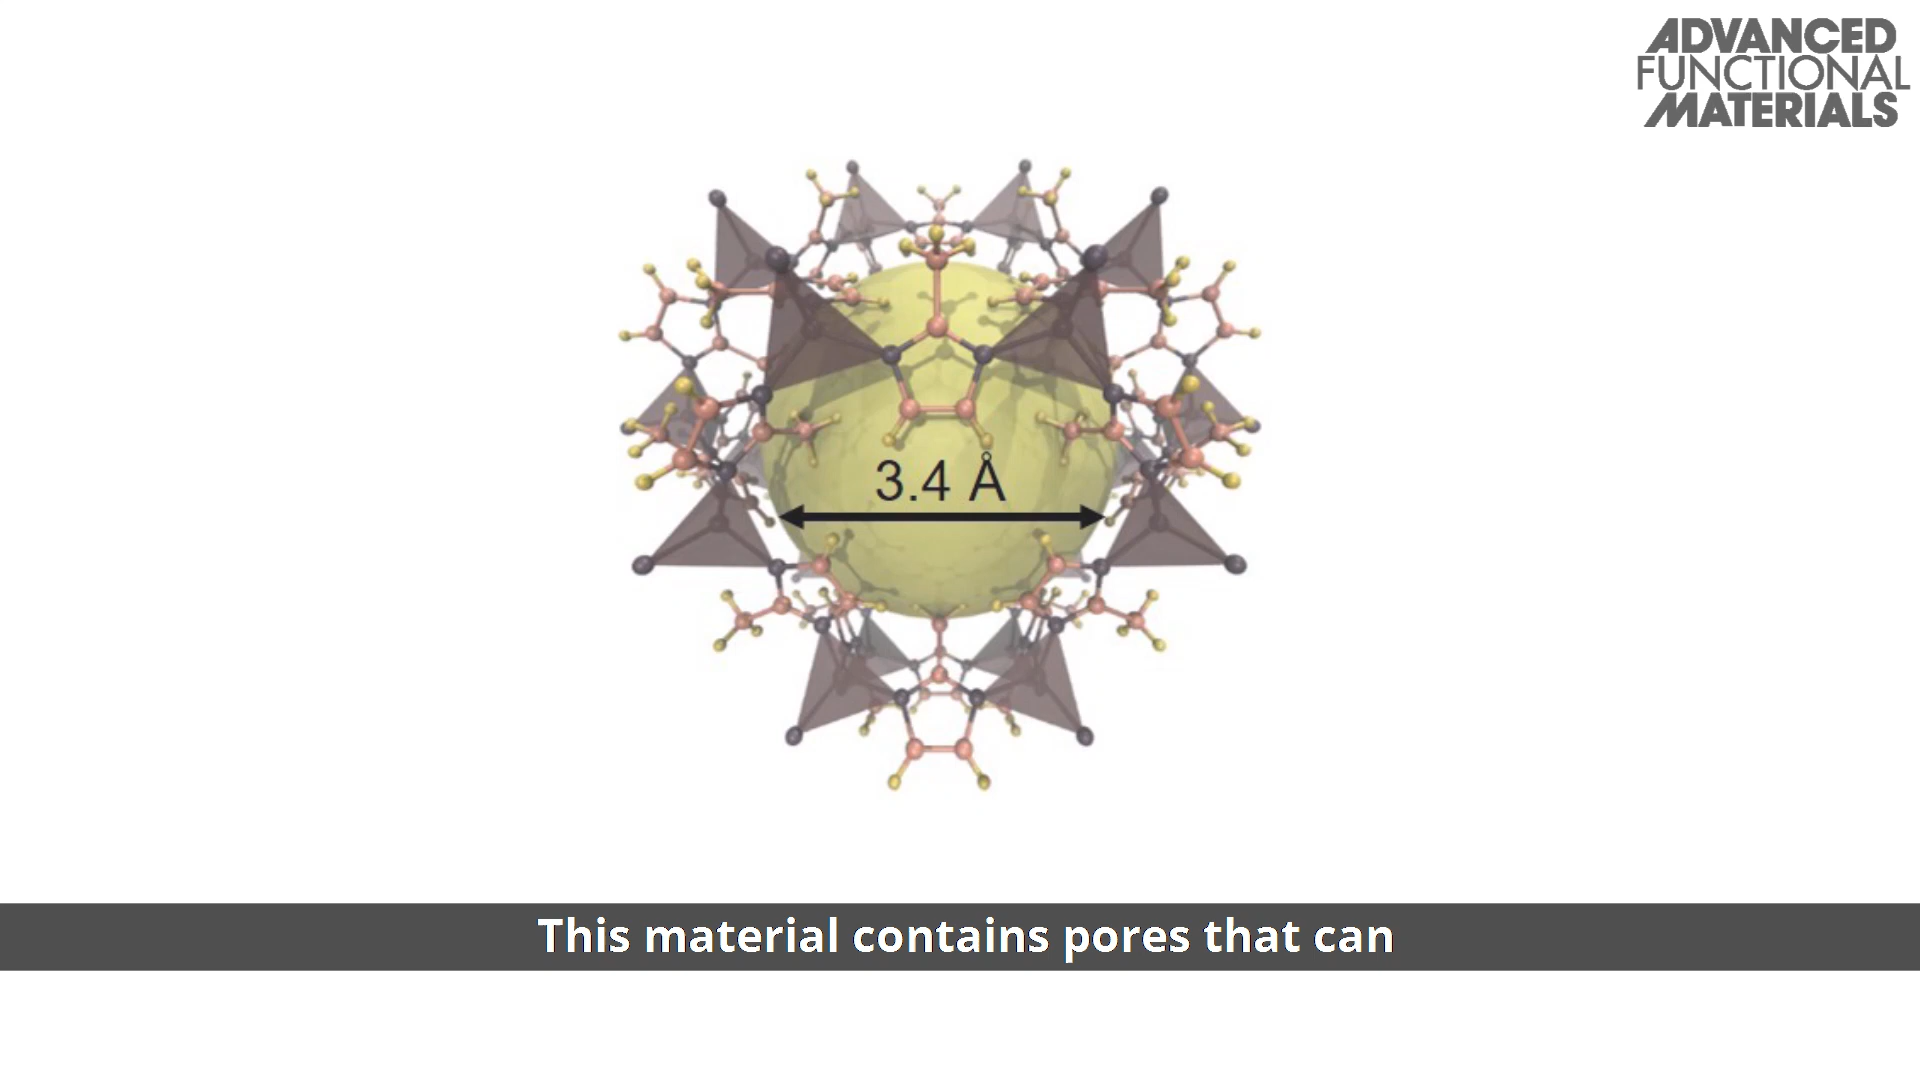 ADVANCED
FUNCTIONAL
MATERIALS
3.4 Å
This material contains pores that can